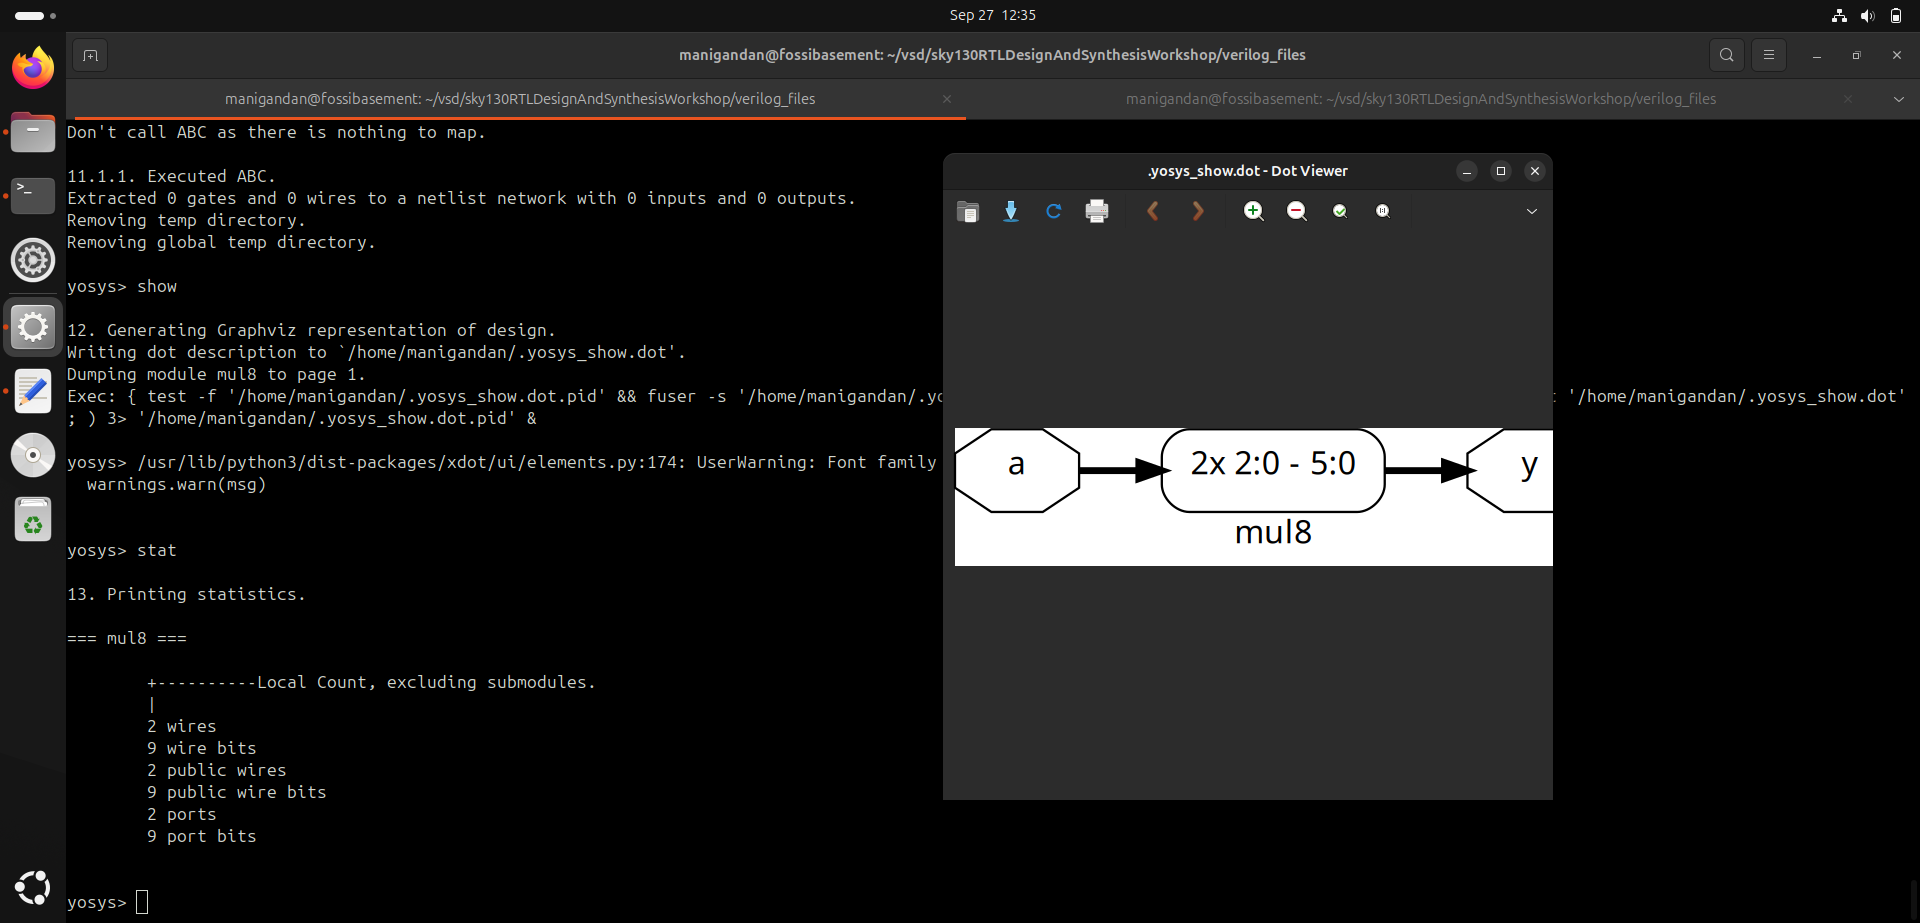 Sep 27 12:35
manigandan@fossibasement: ~/vsd/sky130RTLDesignAndSynthesisWorkshop/verilog_files
manigandan@fossibasement: ~/vsd/sky130RTLDesignAndSynthesisWorkshop/verilog_files
manigandan@fossibasement: ~/vsd/sky130RTLDesignAndSynthesisWorkshop/verilog_files
Don't call ABC as there is nothing to map.
11.1.1. Executed ABC.
Extracted 0 gates and 0 wires to a netlist network with 0 inputs and 0 outputs.
Removing temp directory.
Removing global temp directory.
yosys> show
12. Generating Graphviz representation of design.
Writing dot description to `/home/manigandan/.yosys_show.dot'.
Dumping module mul8 to page 1.
Exec: { test -f '/home/manigandan/.yosys_show.dot.pid' && fuser -s '/home/manigandan/.yo '/home/manigandan/.yosys_show.dot'
; ) 3> '/home/manigandan/.yosys_show.dot.pid' &
yosys> /usr/lib/python3/dist-packages/xdot/ui/elements.py:174: UserWarning: Font family
warnings.warn(msg)
yosys> stat
13. Printing statistics.
=== mul8 ===
+----------Local Count, excluding submodules.
|
2 wires
9 wire bits
2 public wires
9 public wire bits
2 ports
9 port bits
yosys>
.yosys_show.dot - Dot Viewer
a
2x 2:0 - 5:0
y
mul8